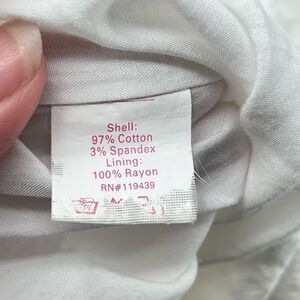 Shell:
97% Cotton
3% Spandex
Lining:
100% Rayon
RN#119439